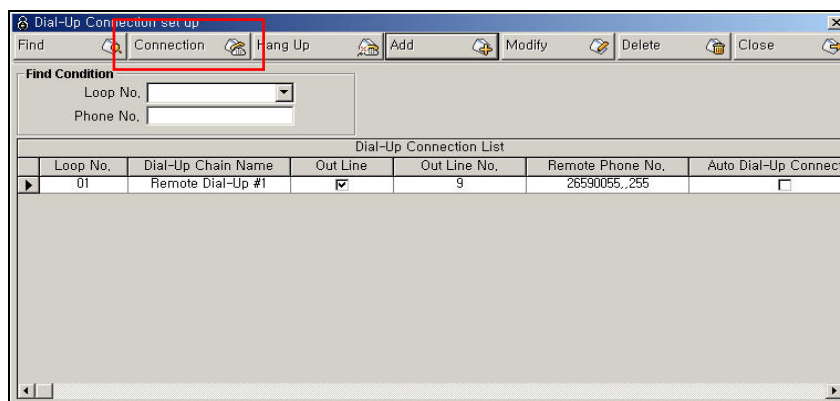 Dial-Up Connection set up
Find Connection Hang Up Add Modify Delete Close
Find Condition
Loop No.
Phone No.
Dial-Up Connection List
Loop No. Dial-Up Chain Name Out Line Out Line No. Remote Phone No. Auto Dial-Up Connect
01 Remote Dial-Up #1 9 26590055,,255